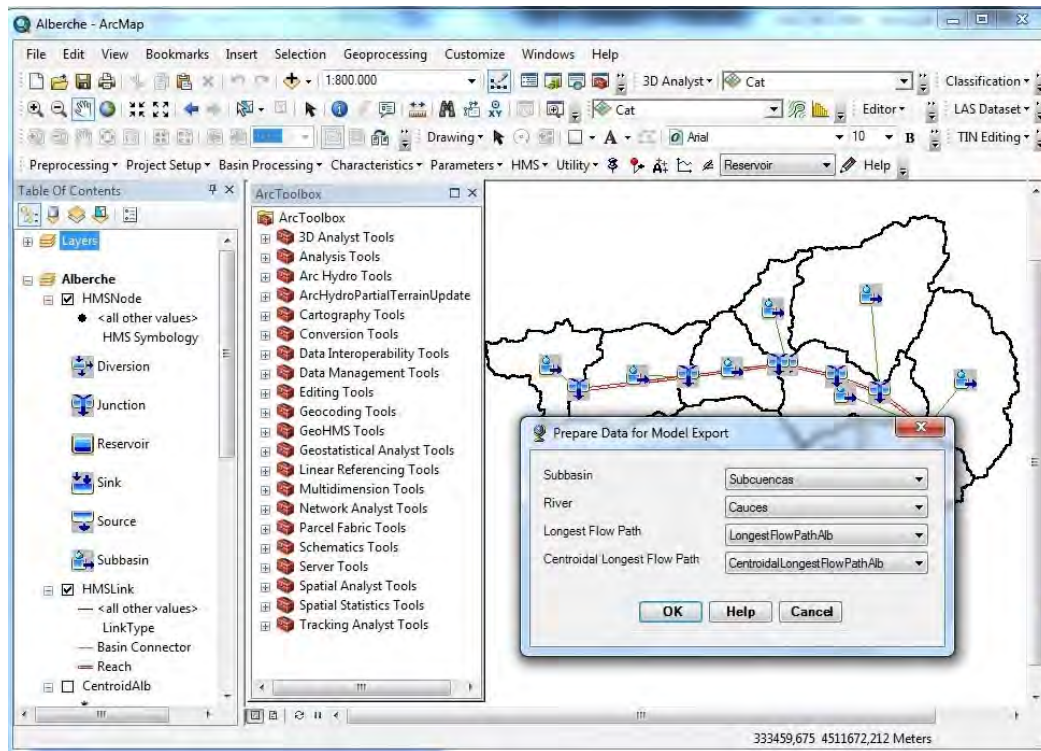 Alberche - ArcMap
File Edit View Bookmarks Insert Selection Geoprocessing Customize Windows Help
1:800.000 3D Analyst Cat Classification
Cat Editor LAS Dataset
Drawing Arial 10 B TIN Editing
Preprocessing Project Setup Basin Processing Characteristics Parameters HMS Utility Reservoir Help
Table Of Contents
Layers
Alberche
HMSNode
<all other values>
HMS Symbology
Diversion
Junction
Reservoir
Sink
Source
Subbasin
HMSLink
<all other values>
LinkType
Basin Connector
Reach
CentroidAlb
ArcToolbox
ArcToolbox
3D Analyst Tools
Analysis Tools
Arc Hydro Tools
ArcHydroPartialTerrainUpdate
Cartography Tools
Conversion Tools
Data Interoperability Tools
Data Management Tools
Editing Tools
Geocoding Tools
GeoHMS Tools
Geostatistical Analyst Tools
Linear Referencing Tools
Multidimension Tools
Network Analyst Tools
Parcel Fabric Tools
Schematics Tools
Server Tools
Spatial Analyst Tools
Spatial Statistics Tools
Tracking Analyst Tools
Prepare Data for Model Export
Subbasin Subcuencas
River Cauces
Longest Flow Path LongestFlowPathAlb
Centroidal Longest Flow Path CentroidalLongestFlowPathAlb
OK Help Cancel
333459,675 4511672,212 Meters